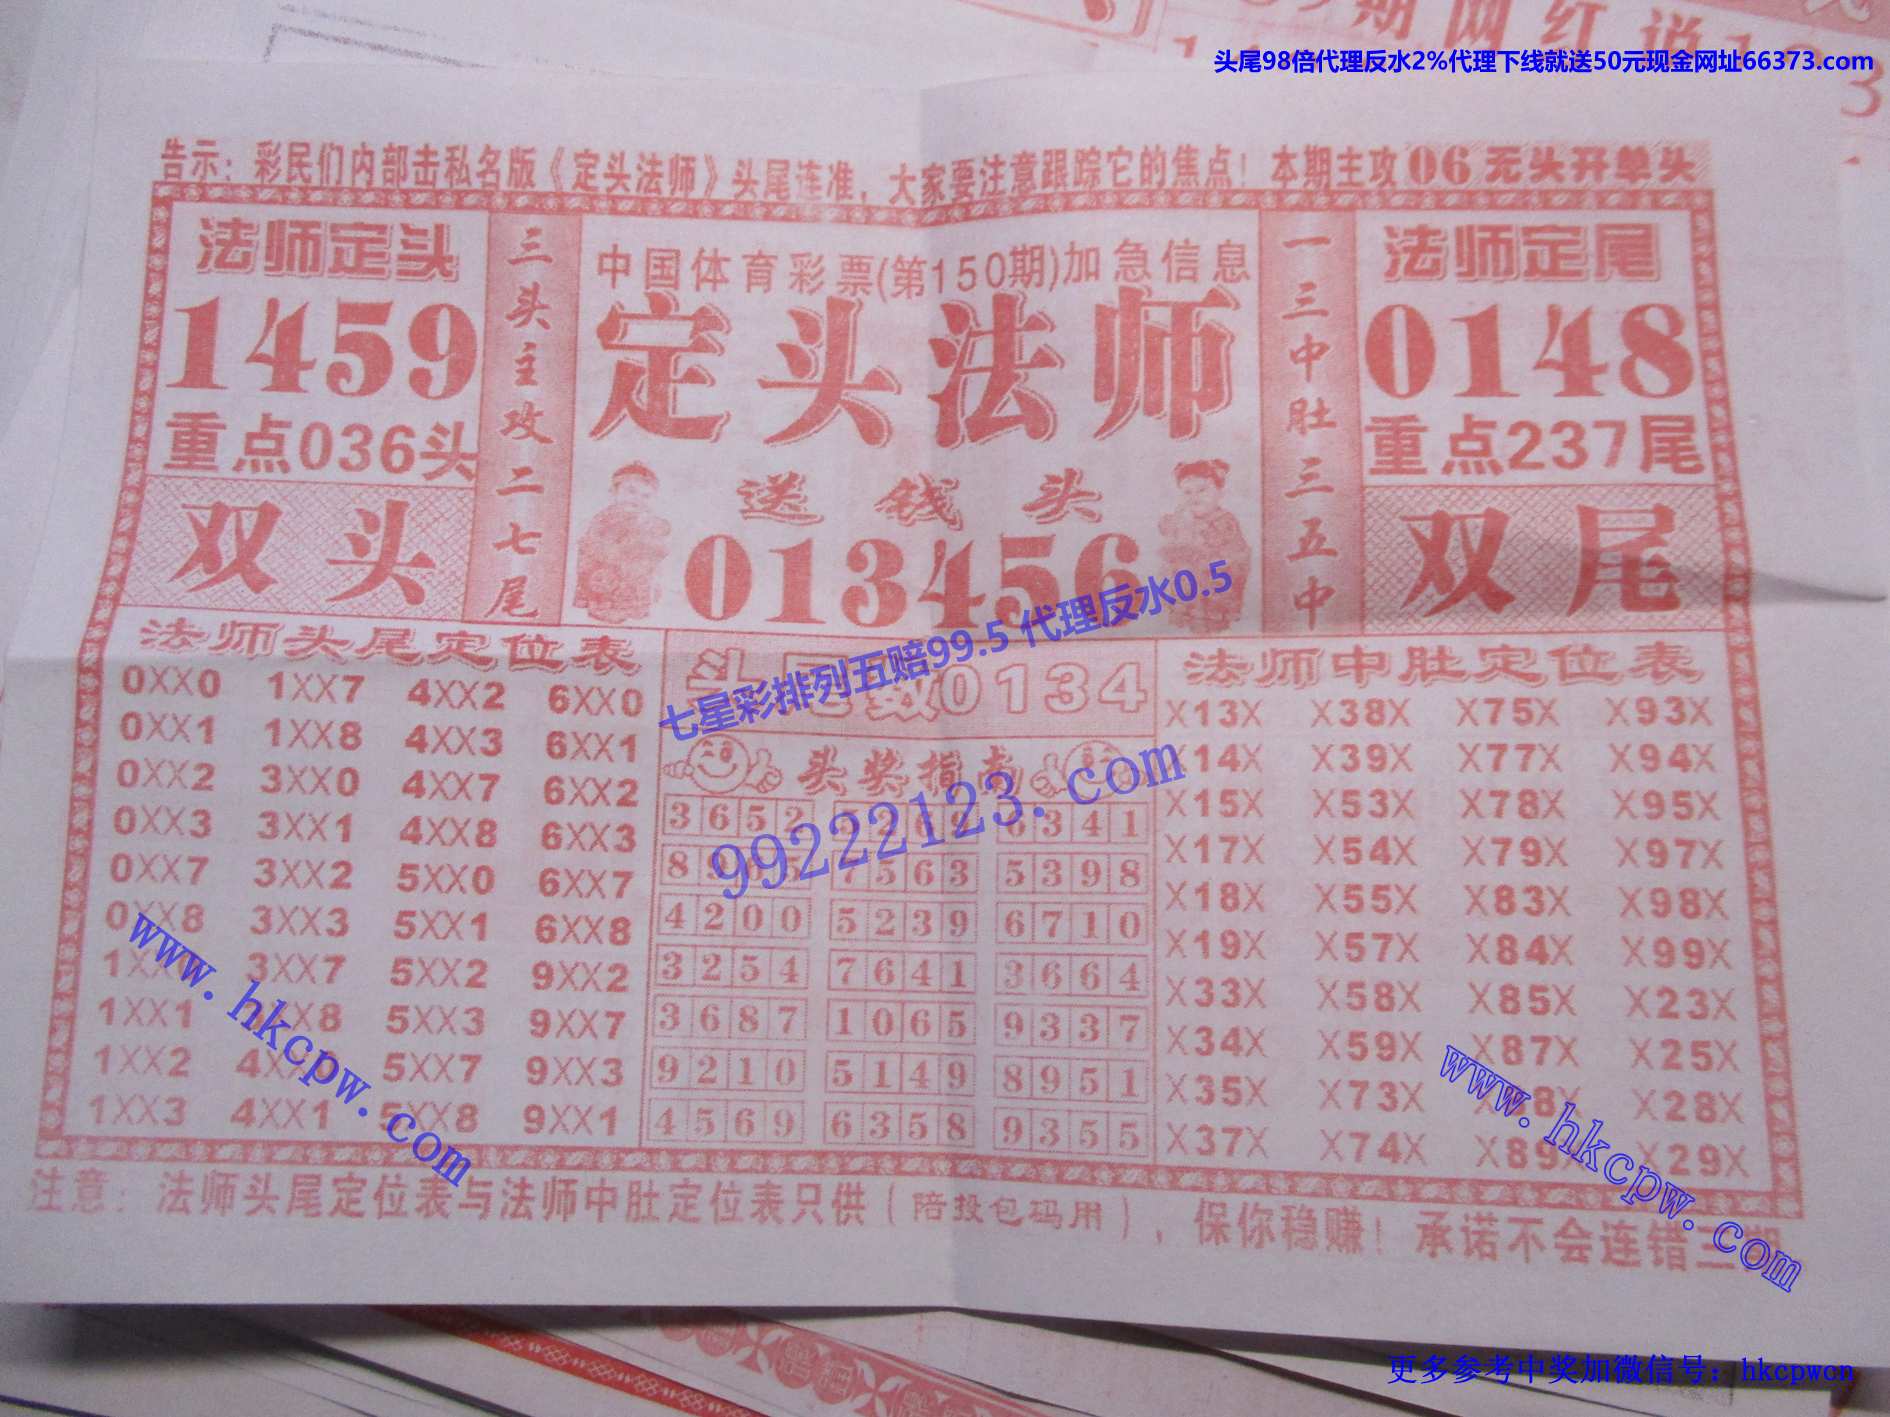 期网红说
头尾98倍代理反水2%代理下线就送50元现金网址66373.com
告示：彩民们内部击私名版《定头法师》头尾连准，大家要注意跟踪它的焦点！本期主攻06无头开单头
法师定头
1459
重点036头
双头
三头主攻二七尾
中国体育彩票(第150期)加急信息
定头法师
送钱头
013456
一三中肚三五中
法师定尾
0148
重点237尾
双尾
七星彩排列五赔99.5 代理反水0.5
99222123.com
法师头尾定位表
0XX0 1XX7 4XX2 6XX0
0XX1 1XX8 4XX3 6XX1
0XX2 3XX0 4XX7 6XX2
0XX3 3XX1 4XX8 6XX3
0XX7 3XX2 5XX0 6XX7
0XX8 3XX3 5XX1 6XX8
3XX7 5XX2 9XX2
1XX1 5XX3 9XX7
1XX2 5XX7 9XX3
1XX3 4XX1 5XX8 9XX1
0134
头奖指南
3652 6341
7563 5398
4200 5239 6710
3254 7641 3664
3687 1065 9337
9210 5149 8951
4569 6358 9355
法师中肚定位表
X13X X38X X75X X93X
X14X X39X X77X X94X
X15X X53X X78X X95X
X17X X54X X79X X97X
X18X X55X X83X X98X
X19X X57X X84X X99X
X33X X58X X85X X23X
X34X X59X X87X X25X
X35X X73X X28X
X37X X74X X89X X29X
www.hkcpw.com
www.hkcpw.com
注意：法师头尾定位表与法师中肚定位表只供（陪投包码用），保你稳赚！承诺不会连错三期
更多参考中奖加微信号：hkcpwcn